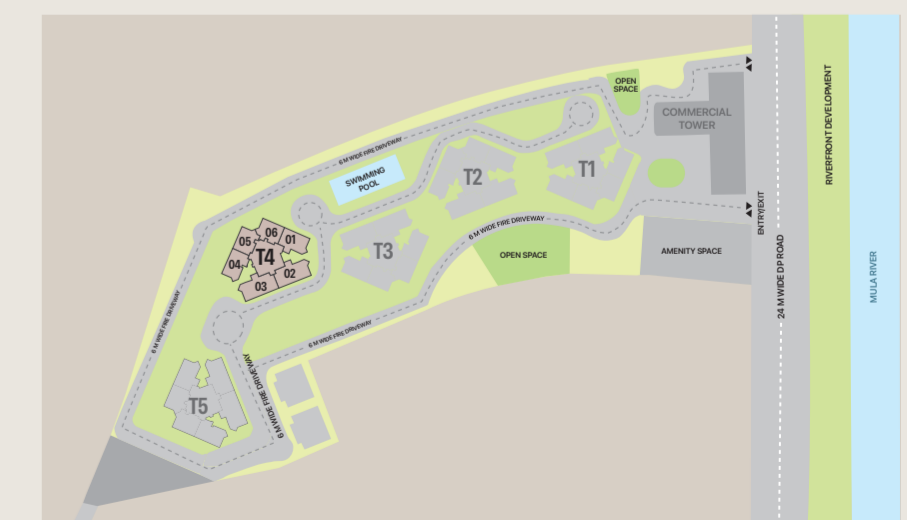 OPEN
SPACE
COMMERCIAL
TOWER
6 M WIDE FIRE DRIVEWAY
SWIMMING
POOL
T2
T1
T3
05
06
01
T4
04
02
03
6 M WIDE FIRE DRIVEWAY
OPEN SPACE
AMENITY SPACE
ENTRY/EXIT
24 M WIDE DP ROAD
RIVERFRONT DEVELOPMENT
MULA RIVER
6 M WIDE FIRE DRIVEWAY
6 M WIDE FIRE DRIVEWAY
6 M WIDE FIRE DRIVEWAY
T5